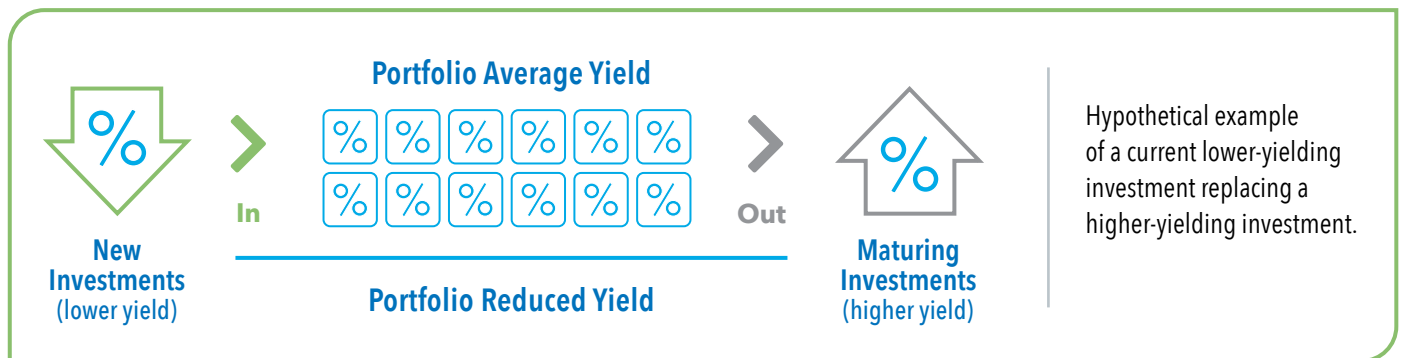 Portfolio Average Yield
%
% % % % % %
% % % % % %
%
In
Out
New
Investments
(lower yield)
Portfolio Reduced Yield
Maturing
Investments
(higher yield)
Hypothetical example
of a current lower-yielding
investment replacing a
higher-yielding investment.